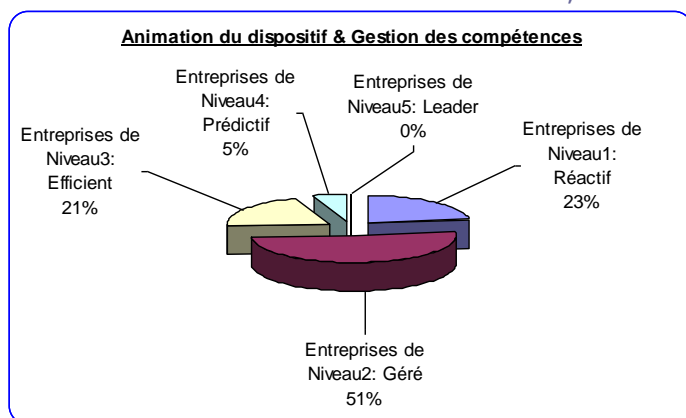 Animation du dispositif & Gestion des compétences
Entreprises de
Niveau4:
Prédictif
5%
Entreprises de
Niveau5: Leader
0%
Entreprises de
Niveau3:
Efficient
21%
Entreprises de
Niveau1:
Réactif
23%
Entreprises de
Niveau2: Géré
51%